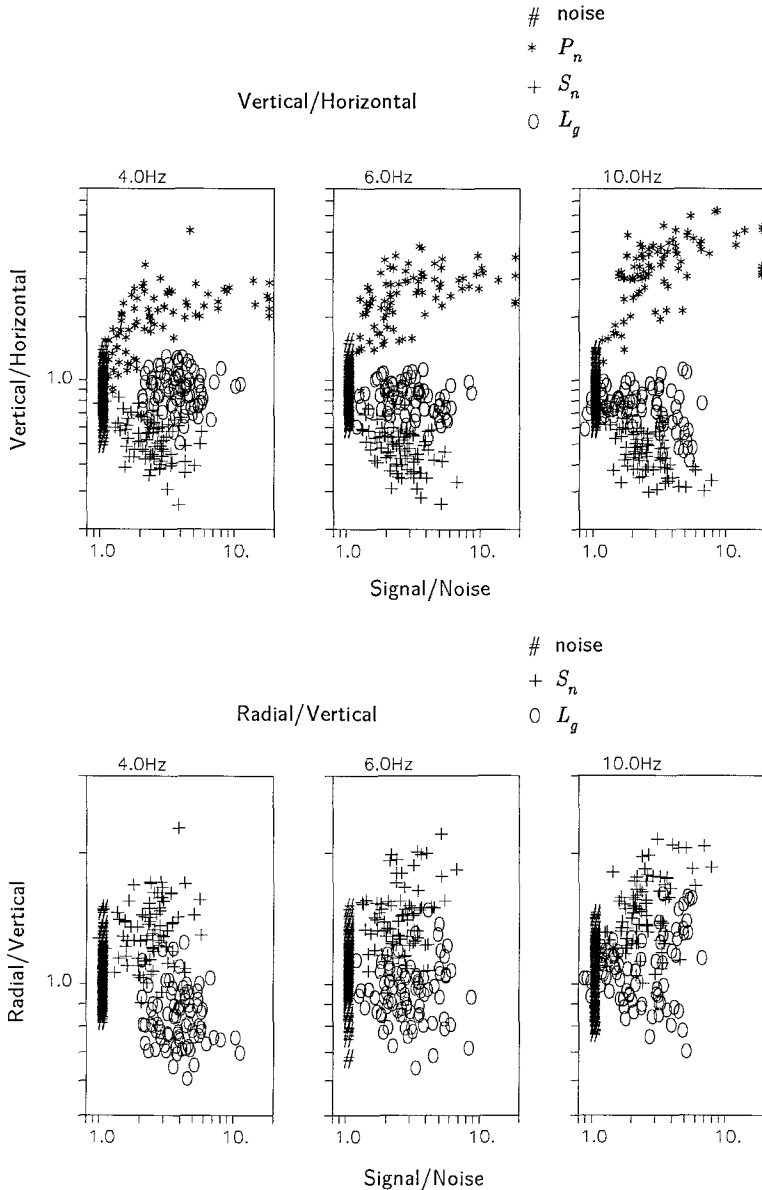 # noise
* P_n
Vertical/Horizontal
+ S_n
O L_g
4.0Hz 6.0Hz 10.0Hz
Vertical/Horizontal
1.0
1.0 10. 1.0 10. 1.0 10.
Signal/Noise
# noise
+ S_n
Radial/Vertical
O L_g
4.0Hz 6.0Hz 10.0Hz
Radial/Vertical
1.0
1.0 10. 1.0 10. 1.0 10.
Signal/Noise